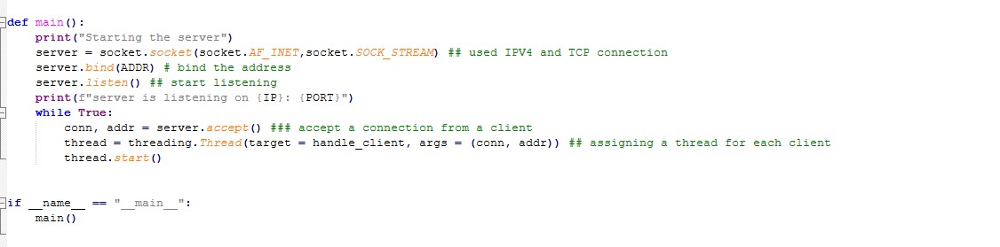 def main():
    print("Starting the server")
    server = socket.socket(socket.AF_INET,socket.SOCK_STREAM) ## used IPV4 and TCP connection
    server.bind(ADDR) # bind the address
    server.listen() ## start listening
    print(f"server is listening on {IP}: {PORT}")
    while True:
        conn, addr = server.accept() ### accept a connection from a client
        thread = threading.Thread(target = handle_client, args = (conn, addr)) ## assigning a thread for each client
        thread.start()
if __name__ == "__main__":
    main()